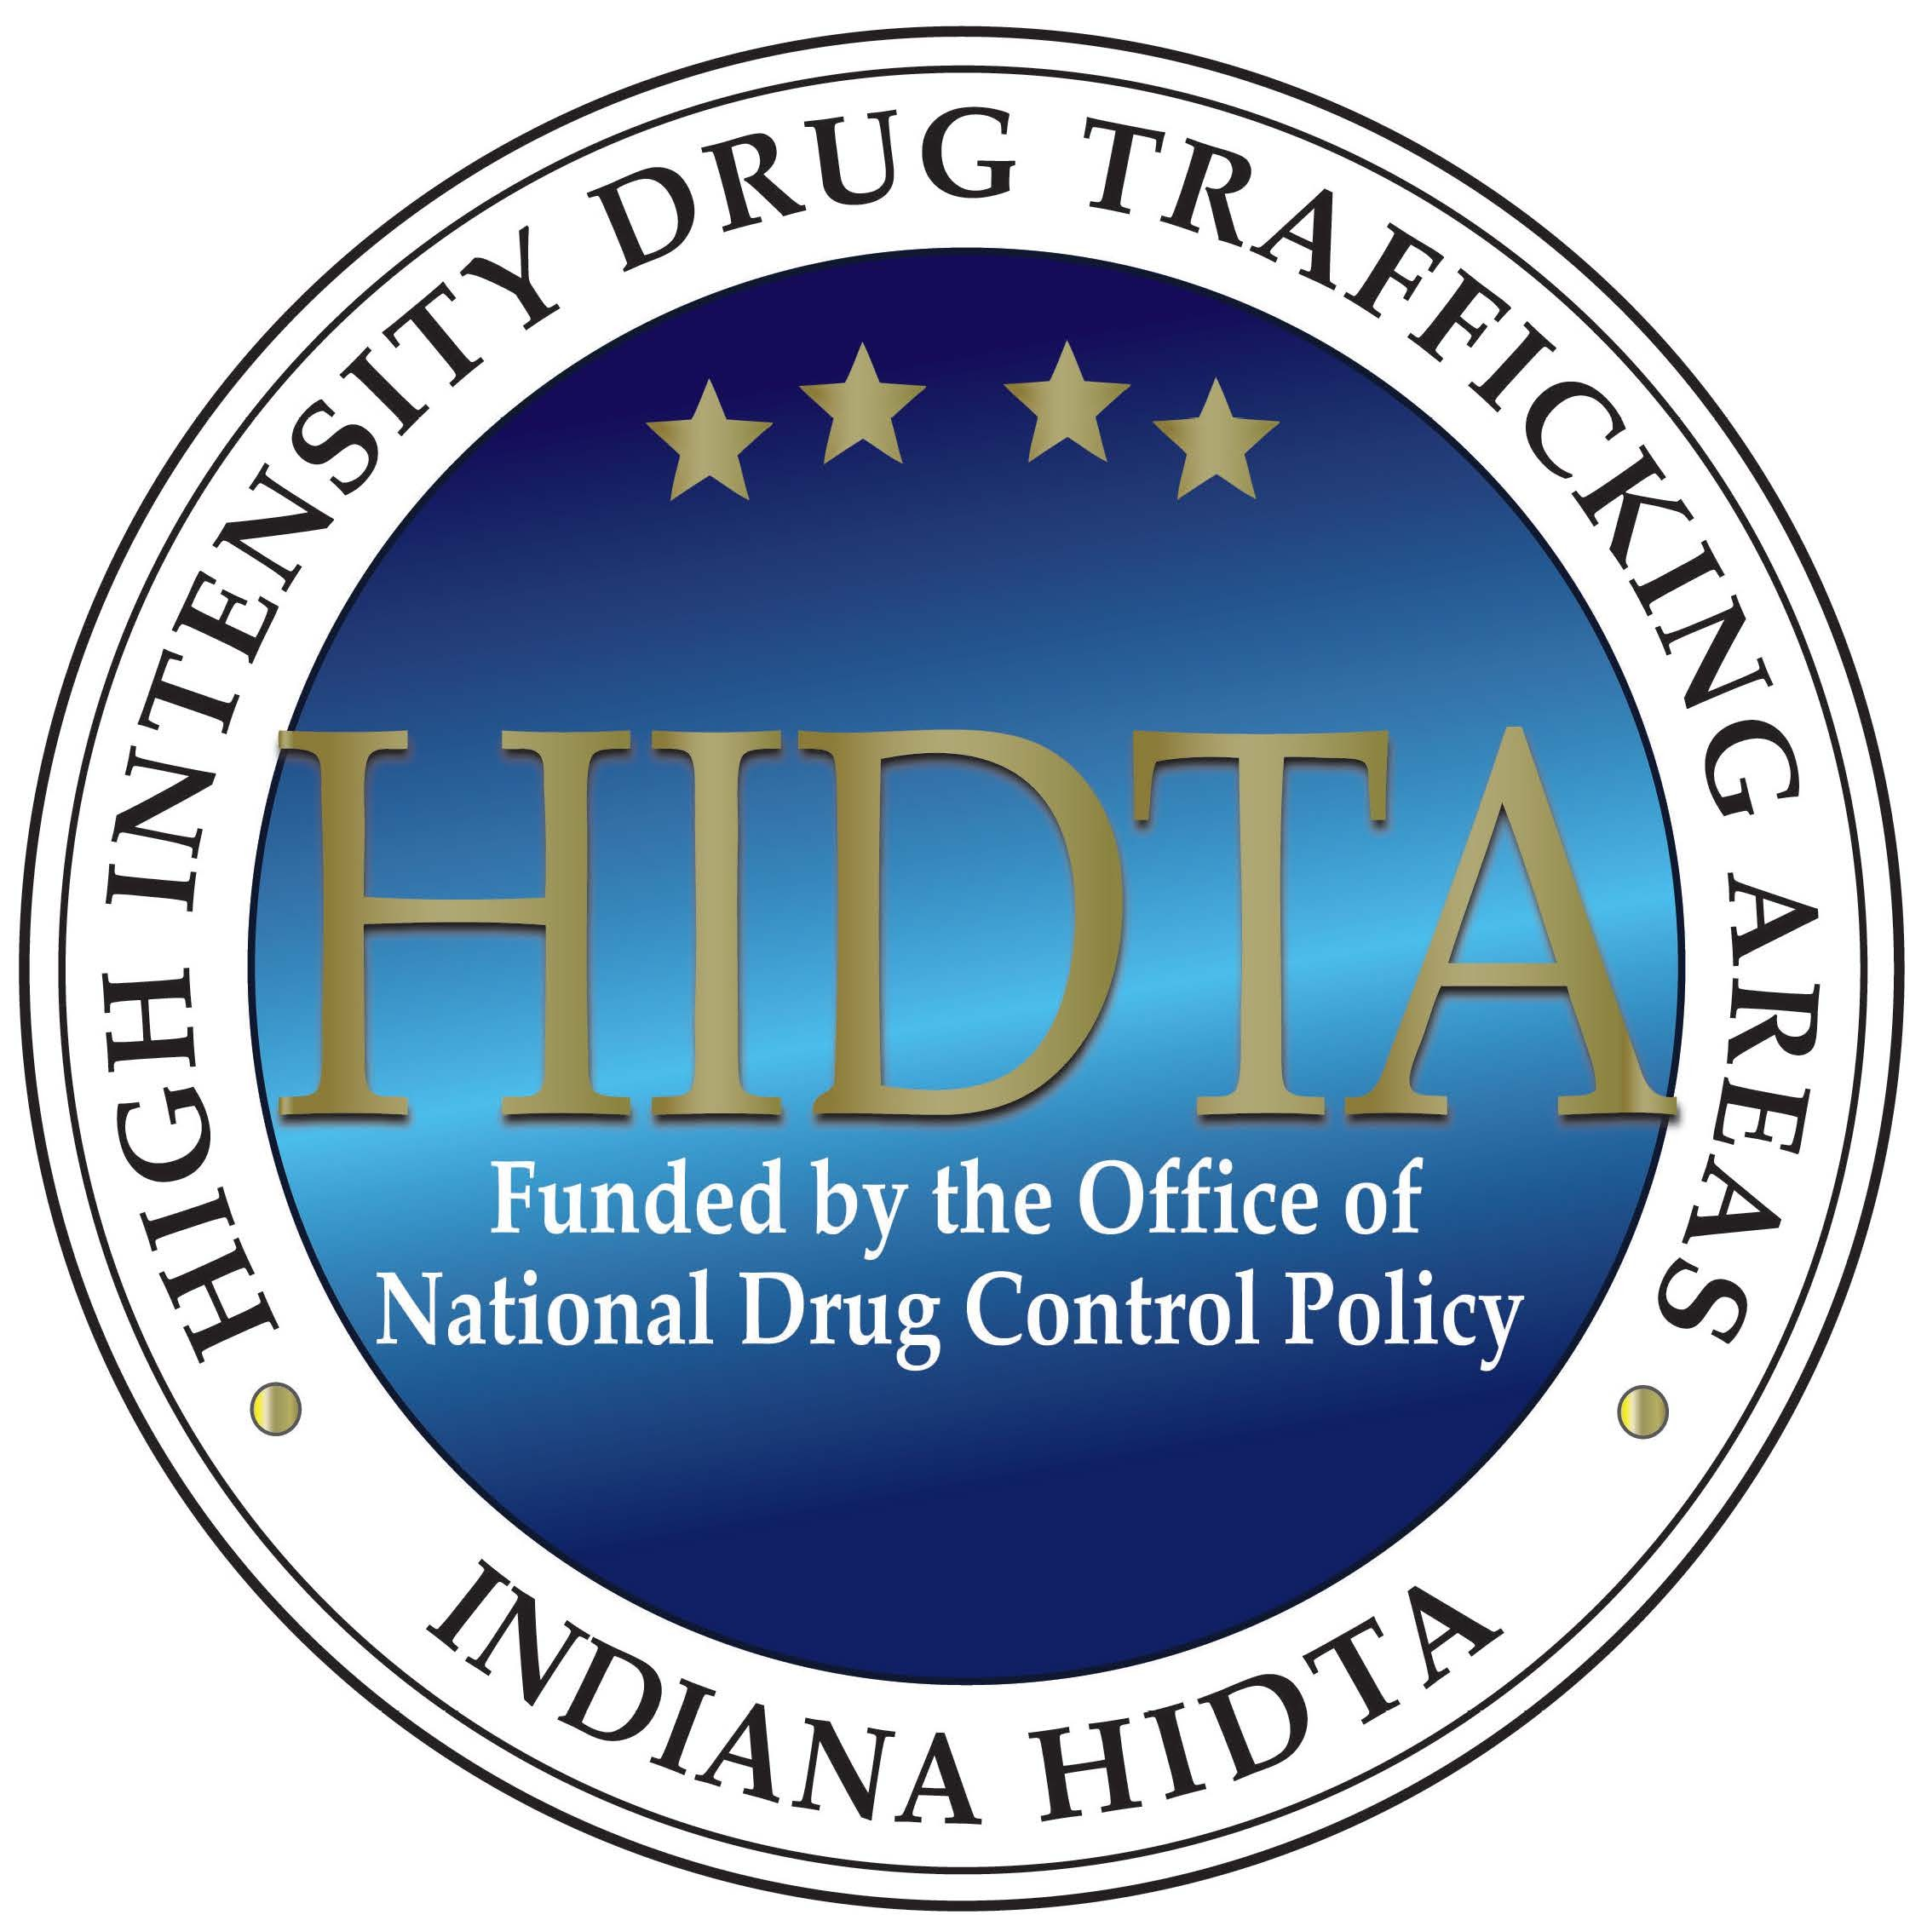 HIGH INTENSITY DRUG TRAFFICKING AREAS
HIDTA
Funded by the Office of
National Drug Control Policy
INDIANA HIDTA